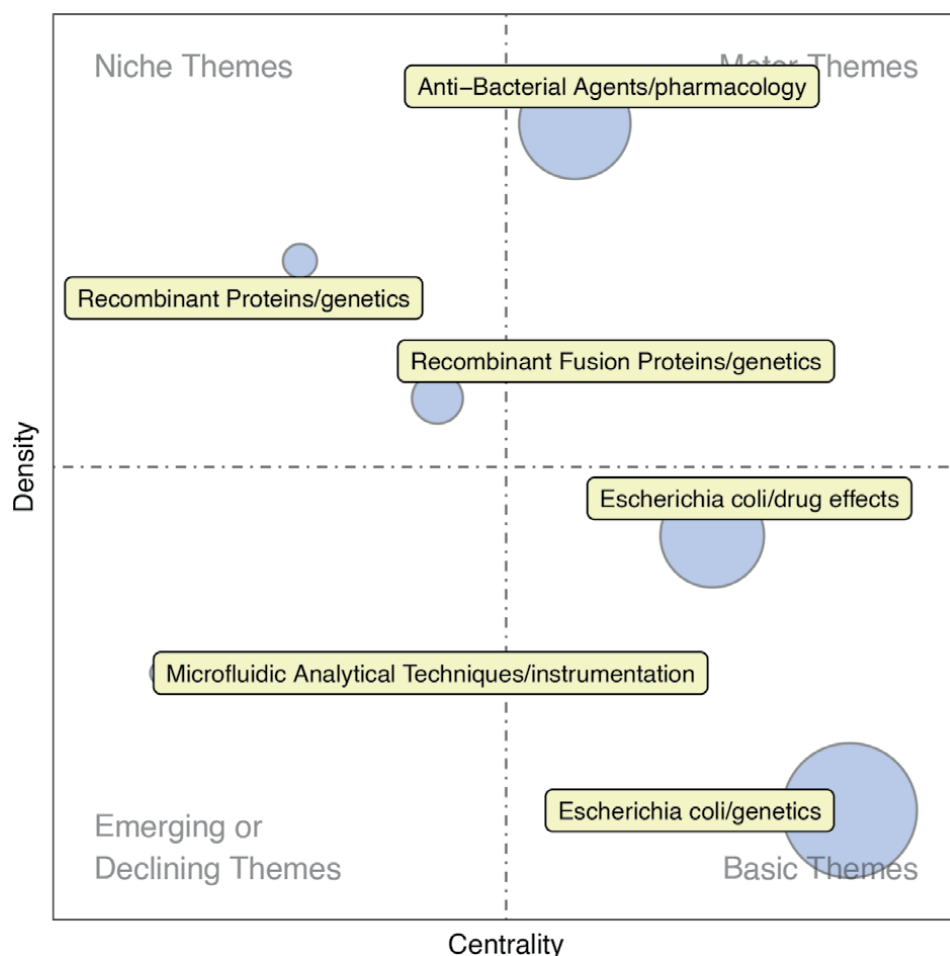 Niche Themes
Motor Themes
Anti−Bacterial Agents/pharmacology
Recombinant Proteins/genetics
Recombinant Fusion Proteins/genetics
Density
Escherichia coli/drug effects
Microfluidic Analytical Techniques/instrumentation
Escherichia coli/genetics
Emerging or
Declining Themes
Basic Themes
Centrality